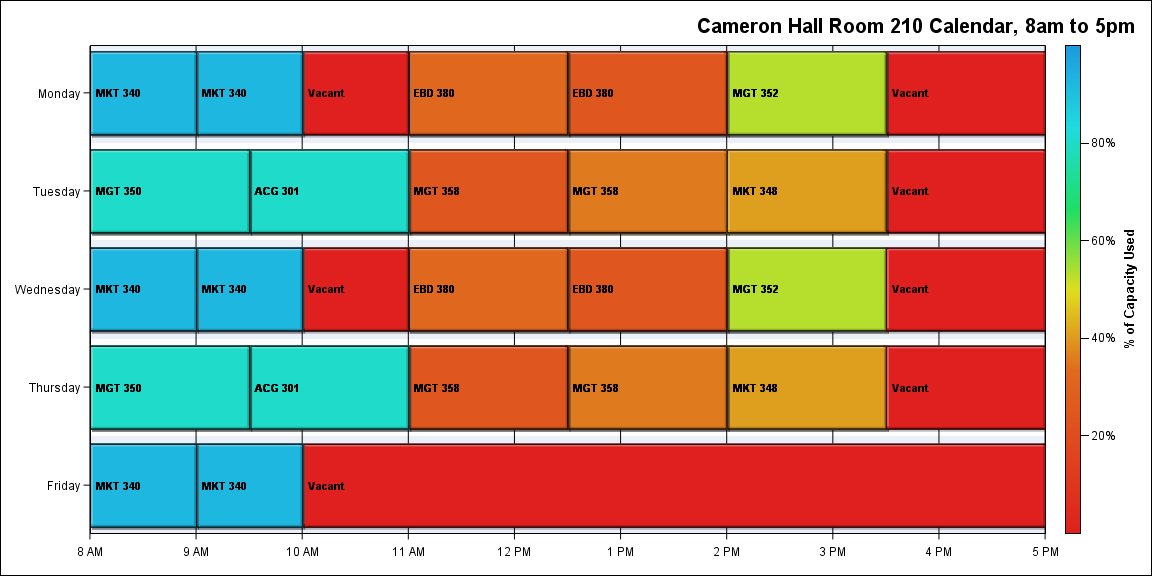 Cameron Hall Room 210 Calendar, 8am to 5pm
Monday
MKT 340
MKT 340
Vacant
EBD 380
EBD 380
MGT 352
Vacant
Tuesday
MGT 350
ACG 301
MGT 358
MGT 358
MKT 348
Vacant
Wednesday
MKT 340
MKT 340
Vacant
EBD 380
EBD 380
MGT 352
Vacant
Thursday
MGT 350
ACG 301
MGT 358
MGT 358
MKT 348
Vacant
Friday
MKT 340
MKT 340
Vacant
8 AM
9 AM
10 AM
11 AM
12 PM
1 PM
2 PM
3 PM
4 PM
5 PM
80%
60%
40%
20%
% of Capacity Used